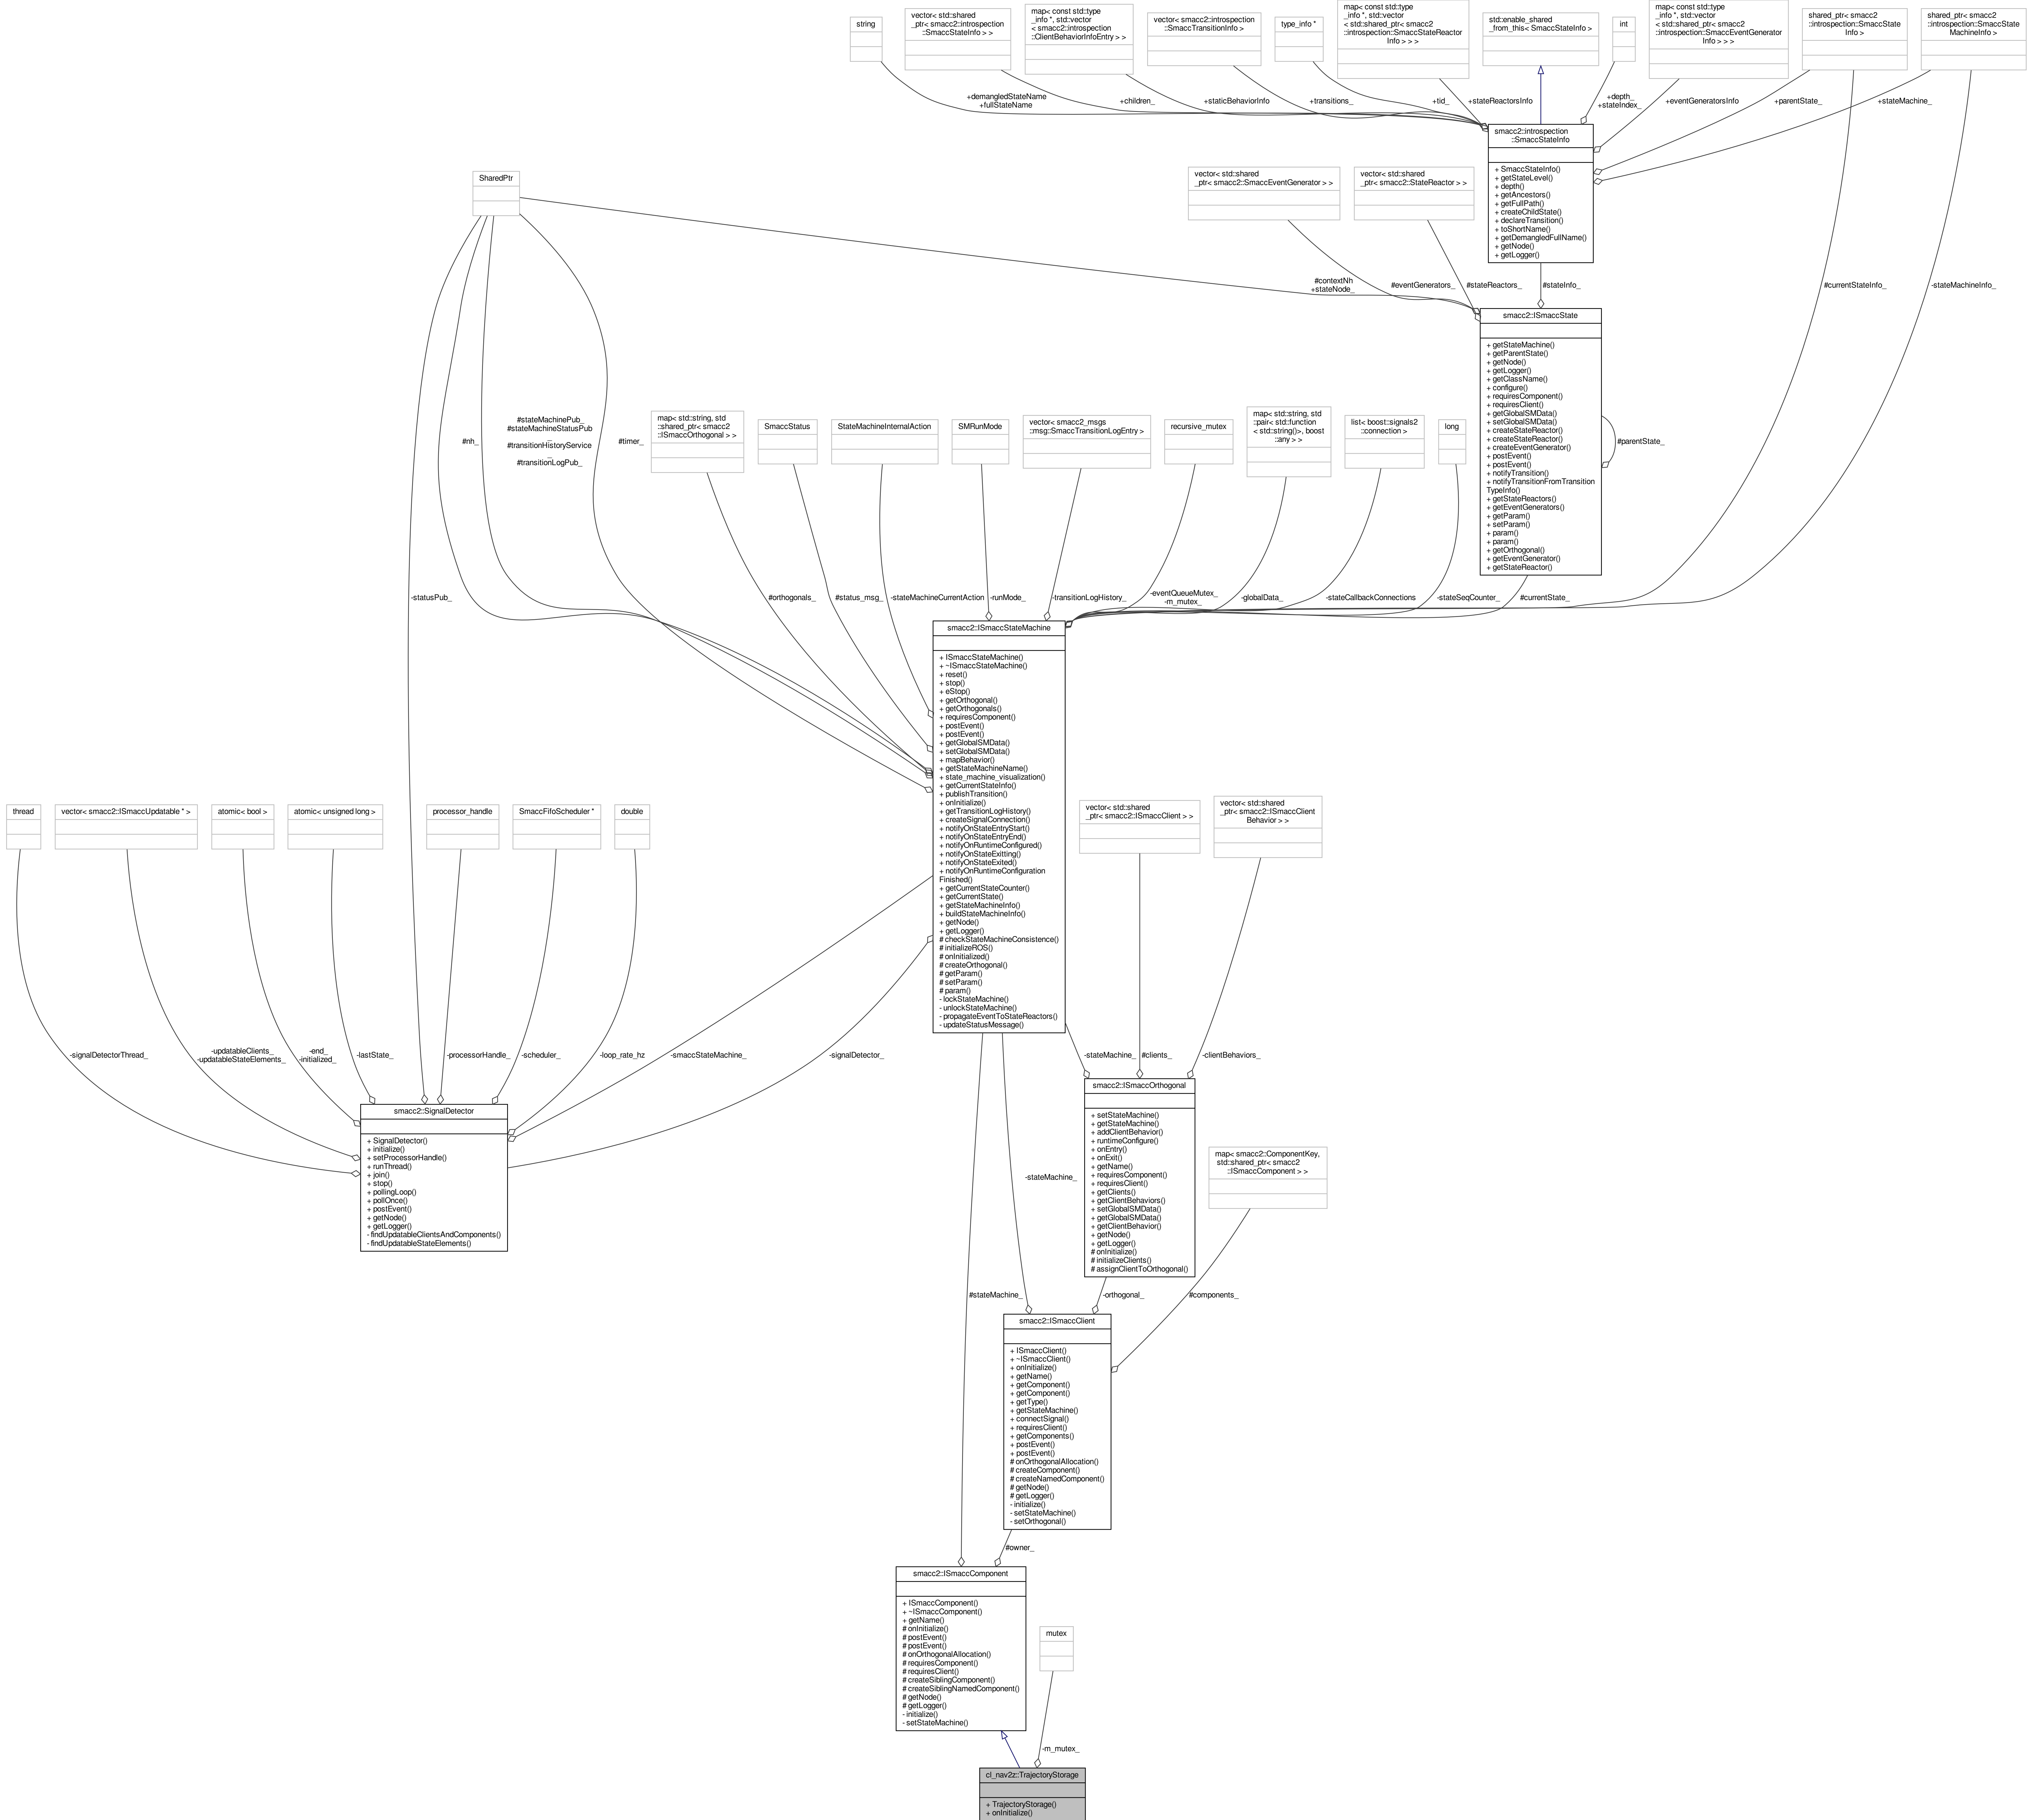 string
vector< std::shared
_ptr< smacc2::introspection
::SmaccStateInfo > >
map< const std::type
_info *, std::vector
< smacc2::introspection
::ClientBehaviorInfoEntry > >
vector< smacc2::introspection
::SmaccTransitionInfo >
type_info *
map< const std::type
_info *, std::vector
< std::shared_ptr< smacc2
::introspection::SmaccStateReactor
Info > > >
std::enable_shared
_from_this< SmaccStateInfo >
int
map< const std::type
_info *, std::vector
< std::shared_ptr< smacc2
::introspection::SmaccEventGenerator
Info > > >
shared_ptr< smacc2
::introspection::SmaccState
Info >
shared_ptr< smacc2
::introspection::SmaccState
MachineInfo >
+demangledStateName
+fullStateName
+children_
+staticBehaviorInfo
+transitions_
+tid_
+stateReactorsInfo
+depth_
+stateIndex_
+eventGeneratorsInfo
+parentState_
+stateMachine_
smacc2::introspection
::SmaccStateInfo
+ SmaccStateInfo()
+ getStateLevel()
+ depth()
+ getAncestors()
+ getFullPath()
+ createChildState()
+ declareTransition()
+ toShortName()
+ getDemangledFullName()
+ getNode()
+ getLogger()
SharedPtr
vector< std::shared
_ptr< smacc2::SmaccEventGenerator > >
vector< std::shared
_ptr< smacc2::StateReactor > >
#contextNh
+stateNode_
#eventGenerators_
#stateReactors_
#stateInfo_
#currentStateInfo_
-stateMachineInfo_
smacc2::ISmaccState
+ getStateMachine()
+ getParentState()
+ getNode()
+ getLogger()
+ getClassName()
+ configure()
+ requiresComponent()
+ requiresClient()
+ getGlobalSMData()
+ setGlobalSMData()
+ createStateReactor()
+ createStateReactor()
+ createEventGenerator()
+ postEvent()
+ postEvent()
+ notifyTransition()
+ notifyTransitionFromTransition
TypeInfo()
+ getStateReactors()
+ getEventGenerators()
+ getParam()
+ setParam()
+ param()
+ param()
+ getOrthogonal()
+ getEventGenerator()
+ getStateReactor()
#parentState_
#nh_
#stateMachinePub_
#stateMachineStatusPub
_
#transitionHistoryService
_
#transitionLogPub_
#timer_
map< std::string, std
::shared_ptr< smacc2
::ISmaccOrthogonal > >
SmaccStatus
StateMachineInternalAction
SMRunMode
vector< smacc2_msgs
::msg::SmaccTransitionLogEntry >
recursive_mutex
map< std::string, std
::pair< std::function
< std::string()>, boost
::any > >
list< boost::signals2
::connection >
long
-statusPub_
#orthogonals_
#status_msg_
-stateMachineCurrentAction
-runMode_
-transitionLogHistory_
-eventQueueMutex_
-m_mutex_
-globalData_
-stateCallbackConnections
-stateSeqCounter_
#currentState_
smacc2::ISmaccStateMachine
+ ISmaccStateMachine()
+ ~ISmaccStateMachine()
+ reset()
+ stop()
+ eStop()
+ getOrthogonal()
+ getOrthogonals()
+ requiresComponent()
+ postEvent()
+ postEvent()
+ getGlobalSMData()
+ setGlobalSMData()
+ mapBehavior()
+ getStateMachineName()
+ state_machine_visualization()
+ getCurrentStateInfo()
+ publishTransition()
+ onInitialize()
+ getTransitionLogHistory()
+ createSignalConnection()
+ notifyOnStateEntryStart()
+ notifyOnStateEntryEnd()
+ notifyOnRuntimeConfigured()
+ notifyOnStateExitting()
+ notifyOnStateExited()
+ notifyOnRuntimeConfiguration
Finished()
+ getCurrentStateCounter()
+ getCurrentState()
+ getStateMachineInfo()
+ buildStateMachineInfo()
+ getNode()
+ getLogger()
# checkStateMachineConsistence()
# initializeROS()
# onInitialized()
# createOrthogonal()
# getParam()
# setParam()
# param()
- lockStateMachine()
- unlockStateMachine()
- propagateEventToStateReactors()
- updateStatusMessage()
thread
vector< smacc2::ISmaccUpdatable * >
atomic< bool >
atomic< unsigned long >
processor_handle
SmaccFifoScheduler *
double
vector< std::shared
_ptr< smacc2::ISmaccClient > >
vector< std::shared
_ptr< smacc2::ISmaccClient
Behavior > >
-signalDetectorThread_
-updatableClients_
-updatableStateElements_
-end_
-initialized_
-lastState_
-processorHandle_
-scheduler_
-loop_rate_hz
-smaccStateMachine_
-signalDetector_
-stateMachine_
#clients_
-clientBehaviors_
smacc2::SignalDetector
+ SignalDetector()
+ initialize()
+ setProcessorHandle()
+ runThread()
+ join()
+ stop()
+ pollingLoop()
+ pollOnce()
+ postEvent()
+ getNode()
+ getLogger()
- findUpdatableClientsAndComponents()
- findUpdatableStateElements()
smacc2::ISmaccOrthogonal
+ setStateMachine()
+ getStateMachine()
+ addClientBehavior()
+ runtimeConfigure()
+ onEntry()
+ onExit()
+ getName()
+ requiresComponent()
+ requiresClient()
+ getClients()
+ getClientBehaviors()
+ setGlobalSMData()
+ getGlobalSMData()
+ getClientBehavior()
+ getNode()
+ getLogger()
# onInitialize()
# initializeClients()
# assignClientToOrthogonal()
map< smacc2::ComponentKey,
std::shared_ptr< smacc2
::ISmaccComponent > >
-stateMachine_
#stateMachine_
-orthogonal_
#components_
smacc2::ISmaccClient
+ ISmaccClient()
+ ~ISmaccClient()
+ onInitialize()
+ getName()
+ getComponent()
+ getComponent()
+ getType()
+ getStateMachine()
+ connectSignal()
+ requiresClient()
+ getComponents()
+ postEvent()
+ postEvent()
# onOrthogonalAllocation()
# createComponent()
# createNamedComponent()
# getNode()
# getLogger()
- initialize()
- setStateMachine()
- setOrthogonal()
#owner_
smacc2::ISmaccComponent
+ ISmaccComponent()
+ ~ISmaccComponent()
+ getName()
# onInitialize()
# postEvent()
# postEvent()
# onOrthogonalAllocation()
# requiresComponent()
# requiresClient()
# createSiblingComponent()
# createSiblingNamedComponent()
# getNode()
# getLogger()
- initialize()
- setStateMachine()
mutex
-m_mutex_
cl_nav2z::TrajectoryStorage
+ TrajectoryStorage()
+ onInitialize()